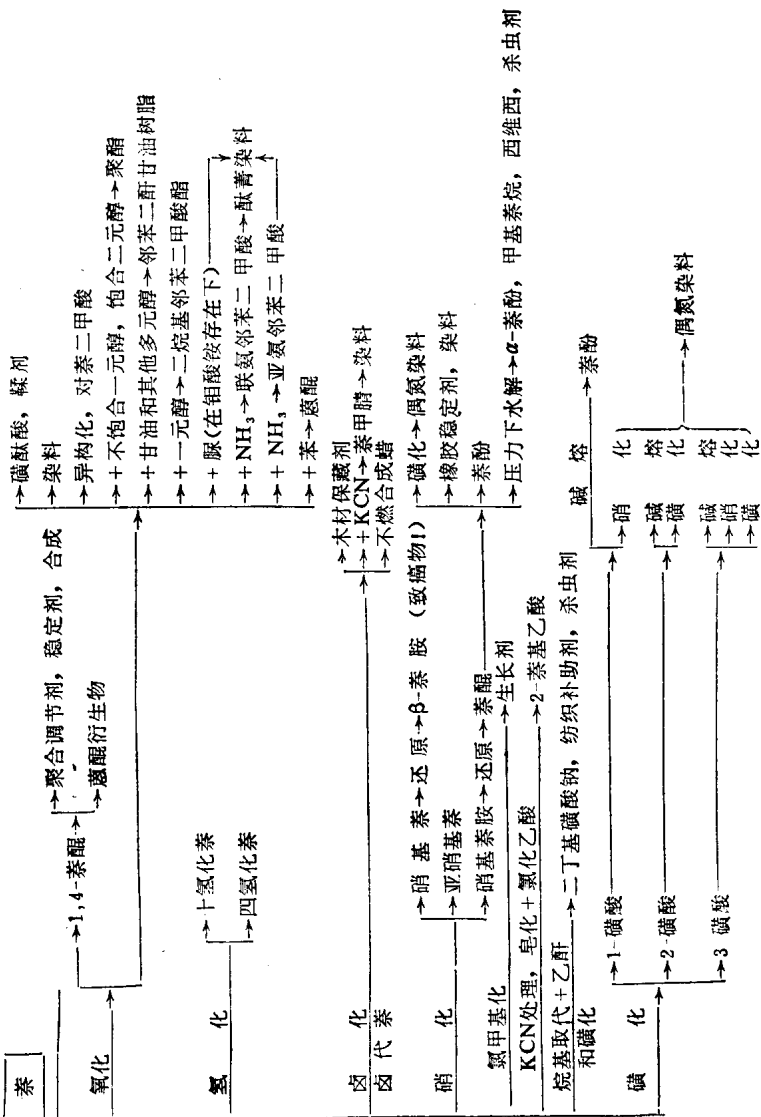 萘
氧化
→1,4-萘醌→
→聚合调节剂，稳定剂，合成
→蒽醌衍生物
→磺酞酸，鞣剂
→染料
→异构化，对萘二甲酸
→+不饱合一元醇，饱合二元醇→聚酯
→+甘油和其他多元醇→邻苯二酐甘油树脂
→+一元醇→二烷基邻苯二甲酸酯
→+脲(在钼酸铵存在下)
→+NH₃→联氨邻苯二甲酸→酞菁染料
→+NH₃→亚氨邻苯二甲酸
→+苯→蒽醌
氢化
→十氢化萘
→四氢化萘
卤化
卤代萘
→木材保藏剂
→+KCN→萘甲腈→染料
→不燃合成蜡
硝化
→硝基萘→还原→β-萘胺（致癌物！）
→亚硝基萘
→硝基萘胺→还原→萘醌
→磺化→偶氮染料
→橡胶稳定剂，染料
→萘酚
→压力下水解→α-萘酚，甲基萘烷，西维西，杀虫剂
氯甲基化
→生长剂
KCN处理，皂化+氯化乙酸
→2-萘基乙酸
烷基取代+乙酐
和磺化
→二丁基磺酸钠，纺织补助剂，杀虫剂
磺化
→1-磺酸
→2-磺酸
→3 磺酸
碱熔
→萘酚
→硝化
→碱熔
→磺化
→碱熔
→硝化
→磺化
→偶氮染料